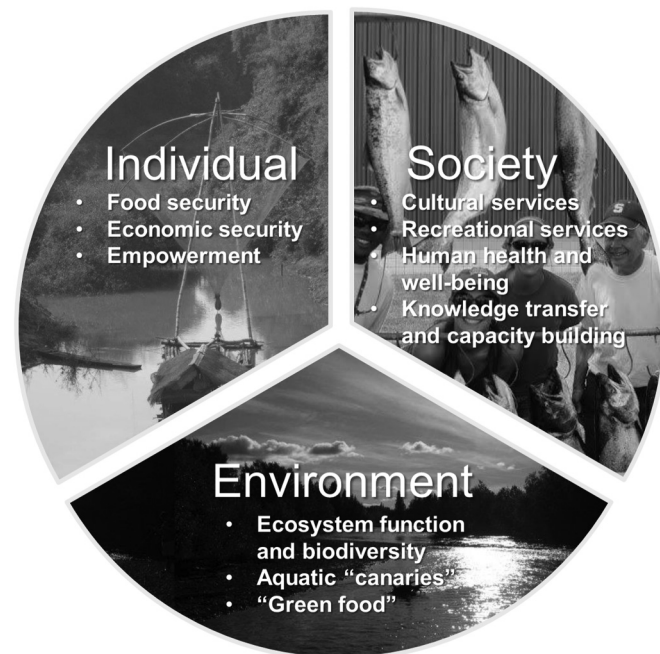 Individual
• Food security
• Economic security
• Empowerment
Society
• Cultural services
• Recreational services
• Human health and
well-being
• Knowledge transfer
and capacity building
S
Environment
• Ecosystem function
and biodiversity
• Aquatic “canaries”
• “Green food”